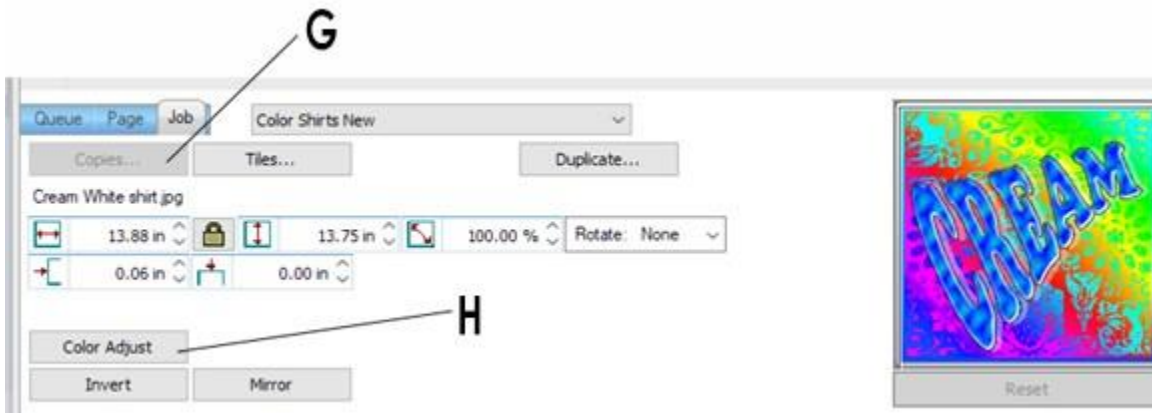 G
Queue Page Job Color Shirts New
Copies... Tiles... Duplicate...
Cream White shirt.jpg
13.88 in 13.75 in 100.00 % Rotate: None
0.06 in 0.00 in
H
Color Adjust
Invert Mirror
CREAM
Reset